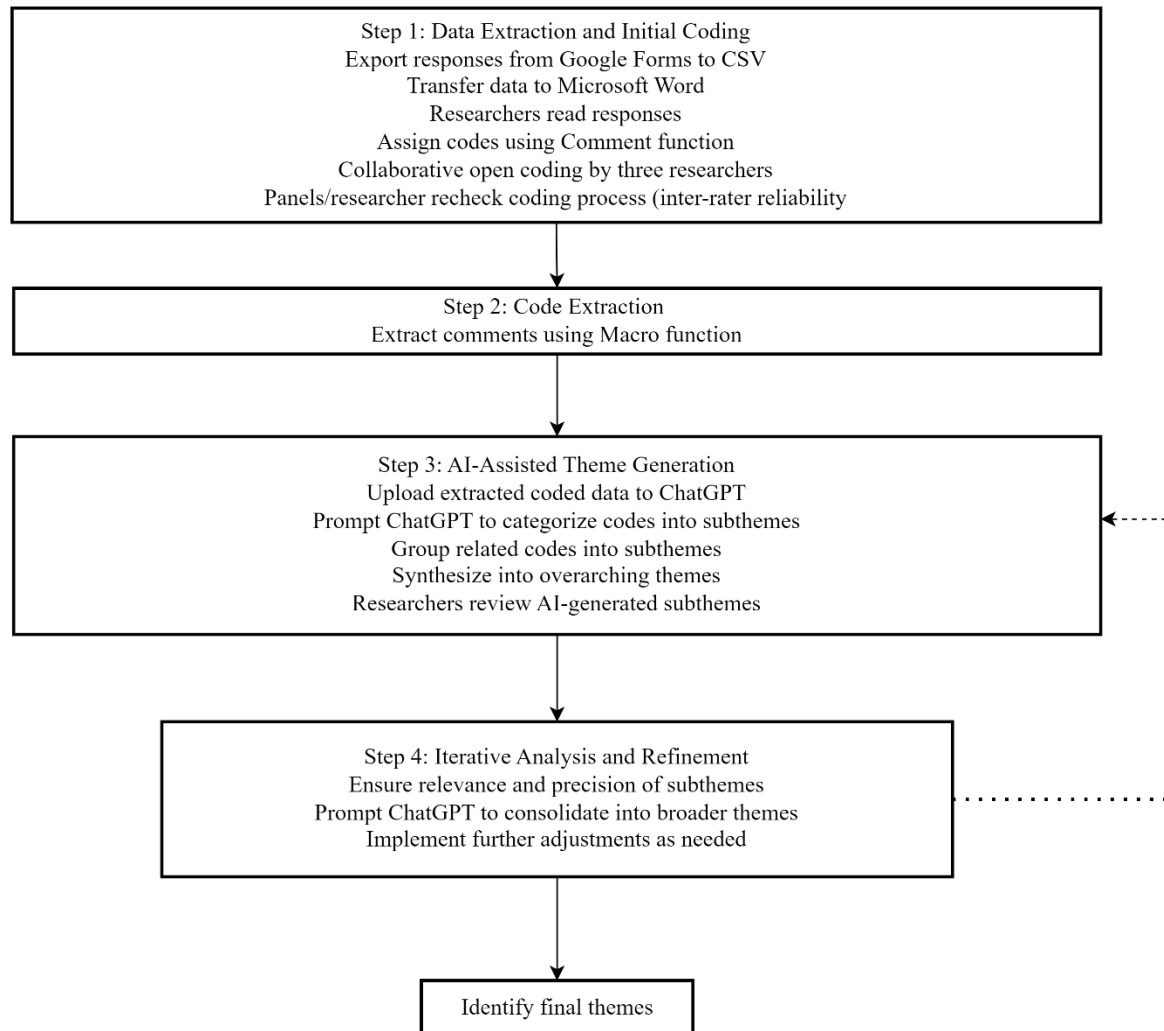 Step 1: Data Extraction and Initial Coding
Export responses from Google Forms to CSV
Transfer data to Microsoft Word
Researchers read responses
Assign codes using Comment function
Collaborative open coding by three researchers
Panels/researcher recheck coding process (inter-rater reliability
Step 2: Code Extraction
Extract comments using Macro function
Step 3: AI-Assisted Theme Generation
Upload extracted coded data to ChatGPT
Prompt ChatGPT to categorize codes into subthemes
Group related codes into subthemes
Synthesize into overarching themes
Researchers review AI-generated subthemes
Step 4: Iterative Analysis and Refinement
Ensure relevance and precision of subthemes
Prompt ChatGPT to consolidate into broader themes
Implement further adjustments as needed
Identify final themes